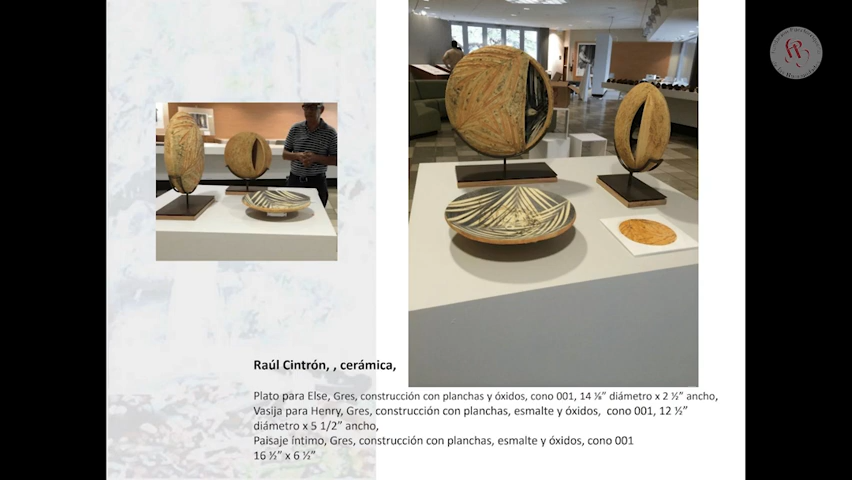 Raúl Cintrón, , cerámica,
Plato para Else, Gres, construcción con planchas y óxidos, cono 001, 14 ⅛” diámetro x 2 ½” ancho,
Vasija para Henry, Gres, construcción con planchas, esmalte y óxidos, cono 001, 12 ½”
diámetro x 5 1/2” ancho,
Paisaje íntimo, Gres, construcción con planchas, esmalte y óxidos, cono 001
16 ½” x 6 ½”